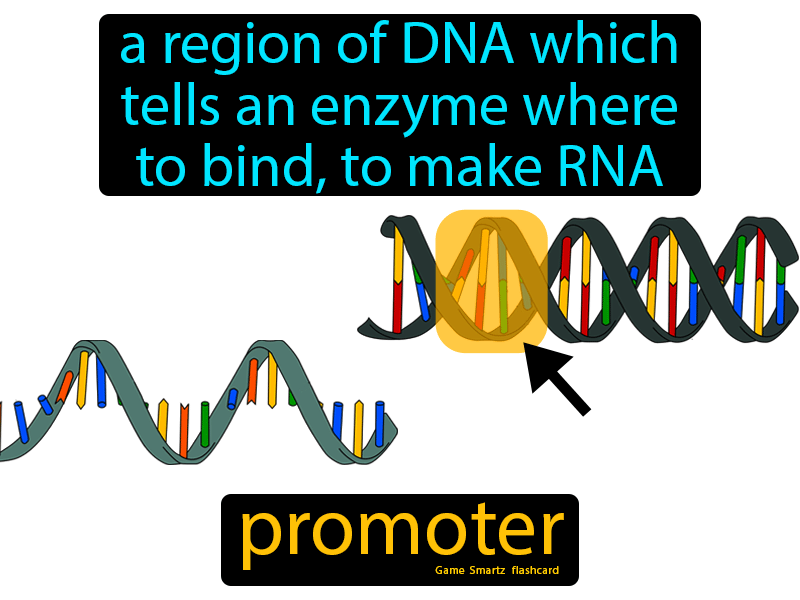 a region of DNA which
tells an enzyme where
to bind, to make RNA
promoter
Game Smartz flashcard